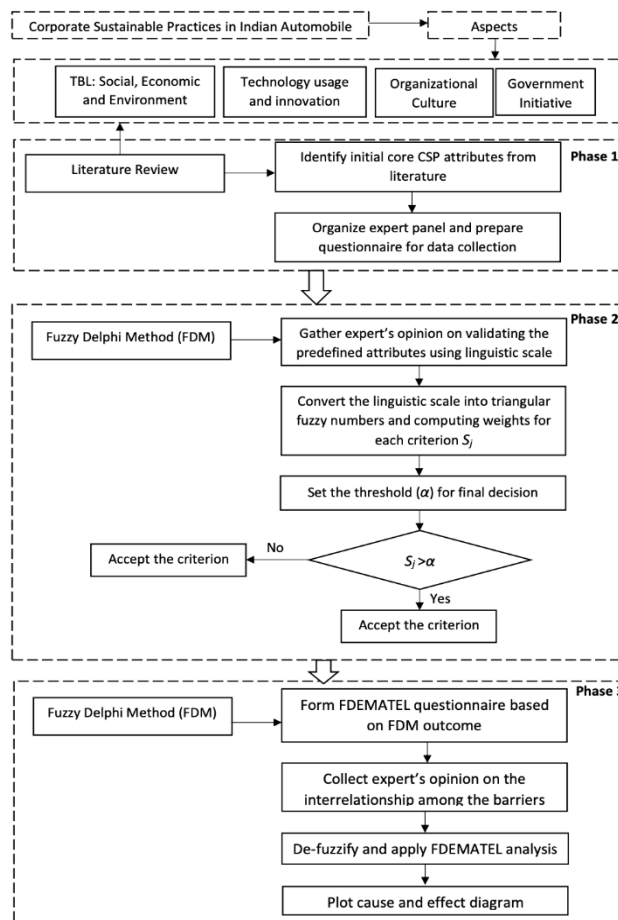 Corporate Sustainable Practices in Indian Automobile
Aspects
TBL: Social, Economic
and Environment
Technology usage
and innovation
Organizational
Culture
Government
Initiative
Phase 1
Literature Review
Identify initial core CSP attributes from
literature
Organize expert panel and prepare
questionnaire for data collection
Phase 2
Fuzzy Delphi Method (FDM)
Gather expert's opinion on validating the
predefined attributes using linguistic scale
Convert the linguistic scale into triangular
fuzzy numbers and computing weights for
each criterion Sj
Set the threshold (α) for final decision
Accept the criterion
No
Sj >α
Yes
Accept the criterion
Phase 3
Fuzzy Delphi Method (FDM)
Form FDEMATEL questionnaire based
on FDM outcome
Collect expert's opinion on the
interrelationship among the barriers
De-fuzzify and apply FDEMATEL analysis
Plot cause and effect diagram